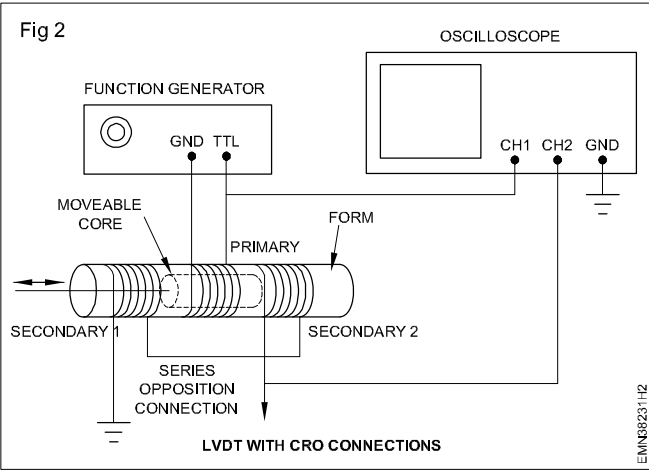 Fig 2
OSCILLOSCOPE
FUNCTION GENERATOR
GND TTL
CH1 CH2 GND
MOVEABLE
CORE
FORM
PRIMARY
SECONDARY 1
SECONDARY 2
SERIES
OPPOSITION
CONNECTION
LVDT WITH CRO CONNECTIONS
EMN38231H2